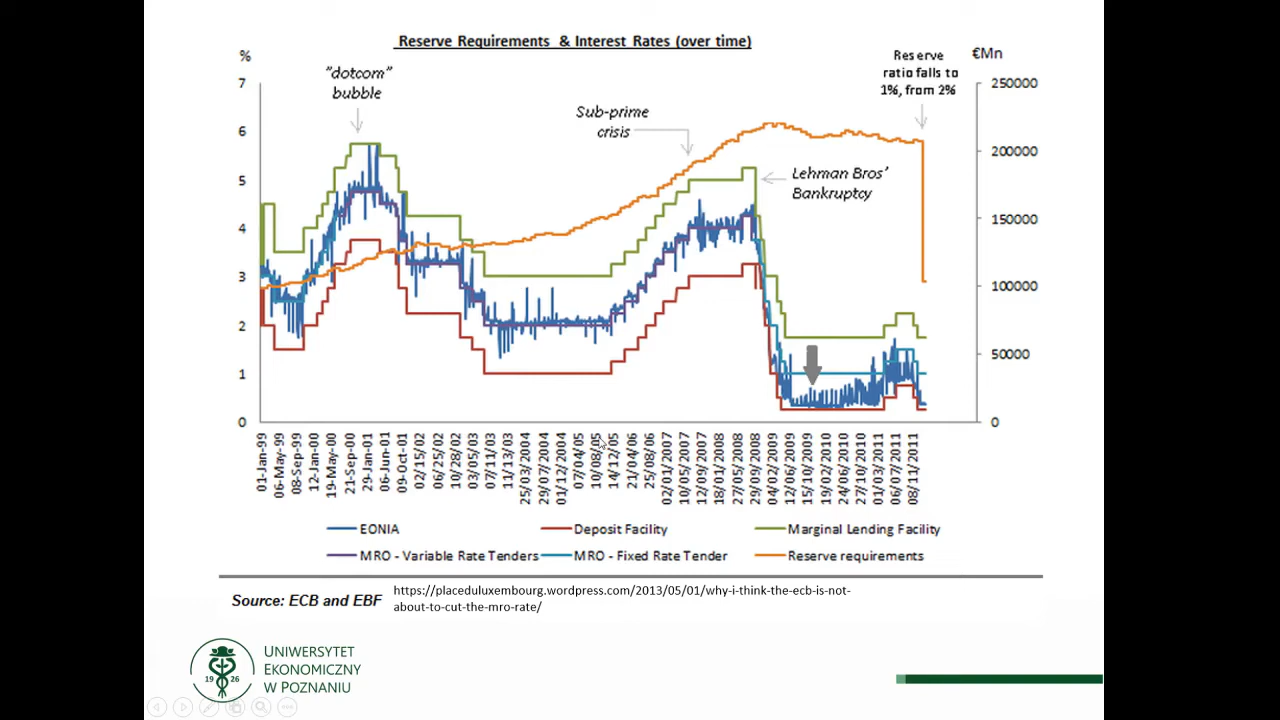 Reserve Requirements & Interest Rates (over time)
%
€Mn
"dotcom"
bubble
Sub-prime
crisis
Lehman Bros'
Bankruptcy
Reserve
ratio falls to
1%, from 2%
7
6
5
4
3
2
1
0
250000
200000
150000
100000
50000
0
01-Jan-99
06-May-99
08-Sep-99
12-Jan-00
19-May-00
21-Sep-00
29-Jan-01
06-Jun-01
09-Oct-01
02/15/02
06/25/02
10/28/02
03/05/03
07/11/03
11/13/03
25/03/2004
29/07/2004
01/12/2004
07/04/05
10/08/05
14/12/05
21/04/06
25/08/06
02/01/2007
10/05/2007
12/09/2007
18/01/2008
27/05/2008
29/09/2008
04/02/2009
12/06/2009
15/10/2009
19/02/2010
24/06/2010
27/10/2010
01/03/2011
06/07/2011
08/11/2011
EONIA
Deposit Facility
Marginal Lending Facility
MRO - Variable Rate Tenders
MRO - Fixed Rate Tender
Reserve requirements
Source: ECB and EBF
https://placeduluxembourg.wordpress.com/2013/05/01/why-i-think-the-ecb-is-not-
about-to-cut-the-mro-rate/
19 26
UNIWERSYTET
EKONOMICZNY
W POZNANIU